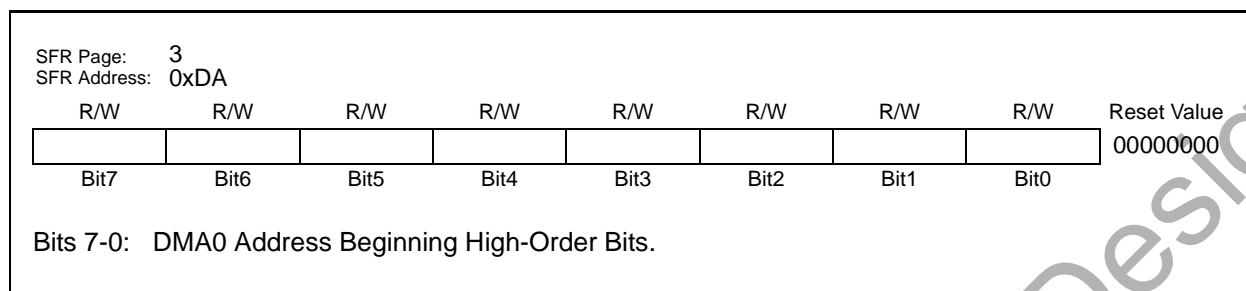 SFR Page: 3
SFR Address: 0xDA
R/W R/W R/W R/W R/W R/W R/W R/W Reset Value
00000000
Bit7 Bit6 Bit5 Bit4 Bit3 Bit2 Bit1 Bit0
Bits 7-0: DMA0 Address Beginning High-Order Bits.